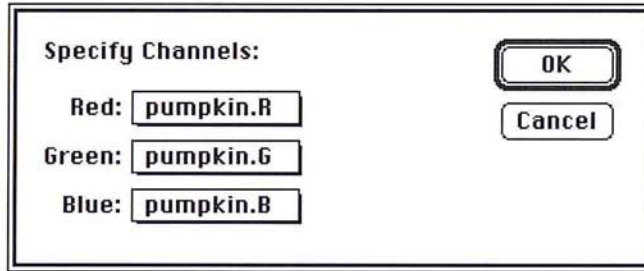 Specify Channels:
OK
Red: pumpkin.R
Cancel
Green: pumpkin.G
Blue: pumpkin.B